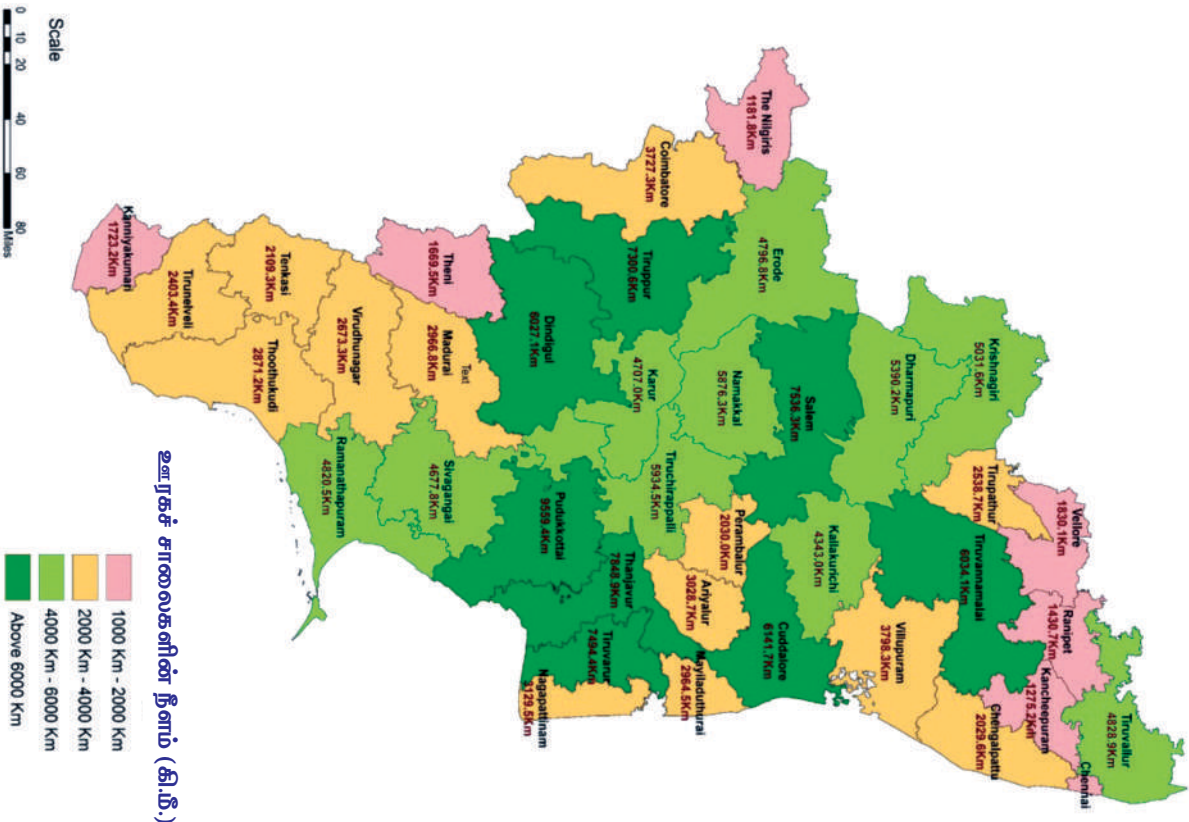 Krishnagiri
5031.6Km
Dharmapuri
5390.2Km
Tirupathur
2538.7Km
Vellore
1830.1Km
Ranipet
1430.7Km
Tiruvallur
4828.9Km
Chennai
Kancheepuram
1275.2Km
Chengalpattu
2029.6Km
Tiruvannamalai
6034.1Km
Villupuram
3798.3Km
Kallakurichi
4343.0Km
Cuddalore
6141.7Km
The Nilgiris
1181.8Km
Erode
4796.8Km
Salem
7536.3Km
Namakkal
5876.3Km
Perambalur
2030.0Km
Ariyalur
3028.7Km
Mayiladuthurai
2964.5Km
Coimbatore
3727.3Km
Tiruppur
7300.6Km
Karur
4707.0Km
Tiruchirappalli
5934.5Km
Thanjavur
7848.9Km
Tiruvarur
7494.4Km
Nagapattinam
3129.5Km
Dindigul
6027.1Km
Pudukkottai
9559.4Km
Theni
1669.5Km
Text
Madurai
2966.8Km
Sivagangai
4677.8Km
Virudhunagar
2673.3Km
Ramanathapuram
4820.5Km
Tenkasi
2109.3Km
Thoothukudi
2871.2Km
Tirunelveli
2403.4Km
Kanniyakumari
1723.2Km
ஊரகச் சாலைகளின் நீளம் (கி.மீ.)
1000 Km - 2000 Km
2000 Km - 4000 Km
4000 Km - 6000 Km
Above 6000 Km
Scale
0 10 20 40 60 80
Miles